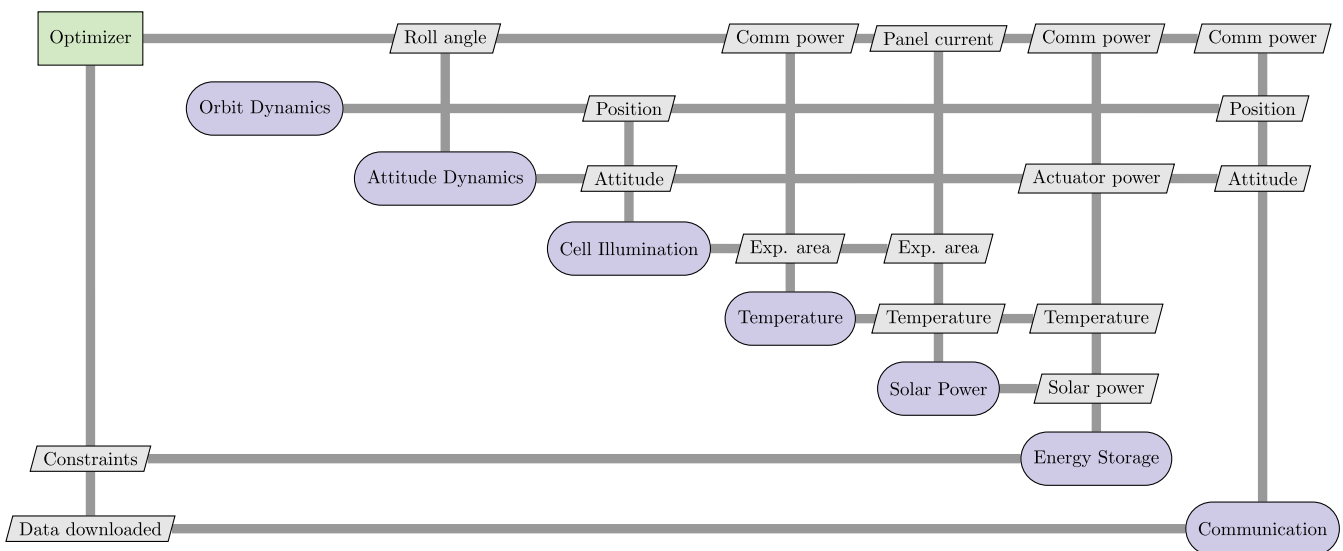 Optimizer Roll angle Comm power Panel current Comm power Comm power
Orbit Dynamics Position Position
Attitude Dynamics Attitude Actuator power Attitude
Cell Illumination Exp. area Exp. area
Temperature Temperature Temperature
Solar Power Solar power
Constraints Energy Storage
Data downloaded Communication